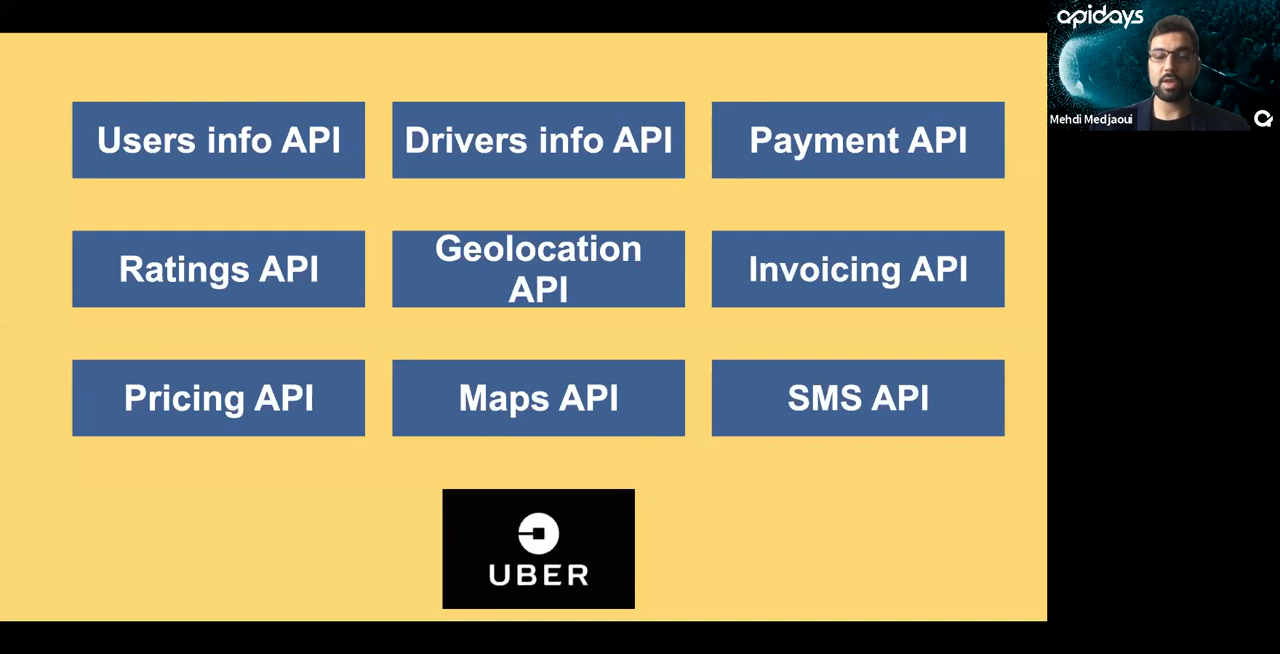 apidays
Mehdi Medjaoui
Users info API
Drivers info API
Payment API
Ratings API
Geolocation
API
Invoicing API
Pricing API
Maps API
SMS API
UBER